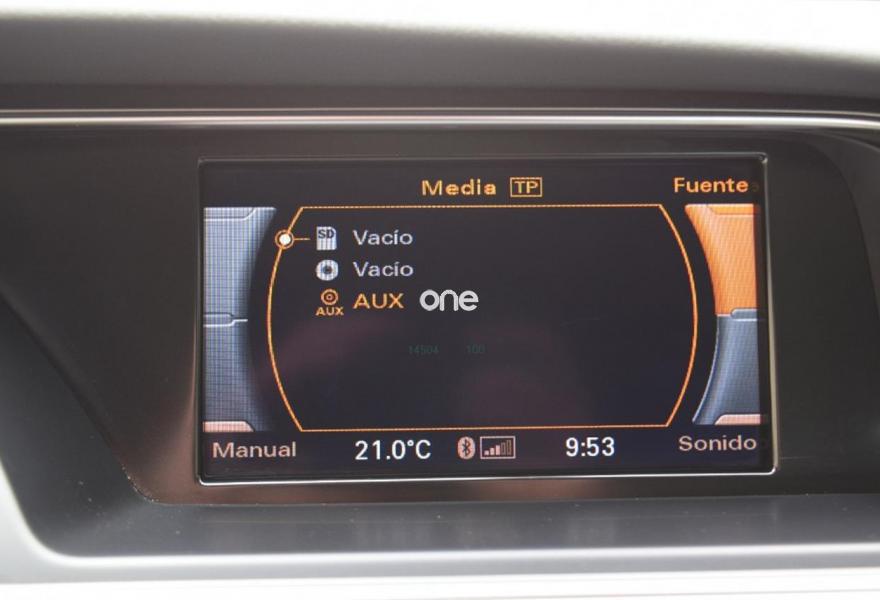 Media TP Fuente
SD Vacío
Vacío
AUX AUX one
14504 100
Manual 21.0°C 9:53 Sonido